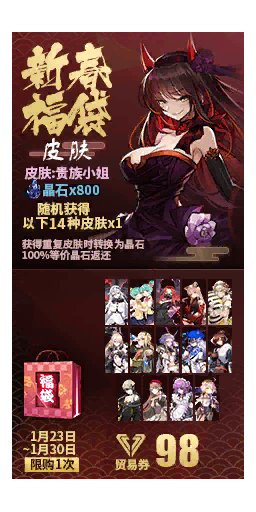 新春
福袋
皮肤
皮肤:贵族小姐
晶石x800
随机获得
以下14种皮肤x1
获得重复皮肤时转换为晶石
100%等价晶石返还
福袋
1月23日
~1月30日
限购1次
贸易券
98